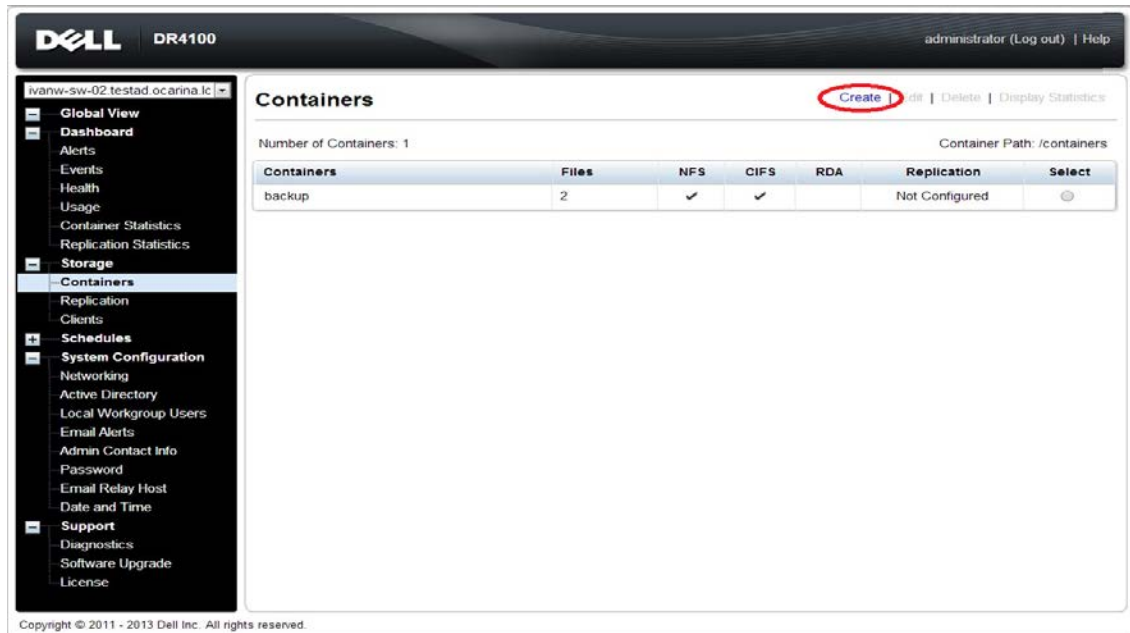 DELL DR4100
administrator (Log out) | Help
ivanw-sw-02.testad.ocarina.lc
Global View
Dashboard
Alerts
Events
Health
Usage
Container Statistics
Replication Statistics
Storage
Containers
Replication
Clients
Schedules
System Configuration
Networking
Active Directory
Local Workgroup Users
Email Alerts
Admin Contact Info
Password
Email Relay Host
Date and Time
Support
Diagnostics
Software Upgrade
License
Containers
Create | Edit | Delete | Display Statistics
Number of Containers: 1
Container Path: /containers
Containers Files NFS CIFS RDA Replication Select
backup 2 ✔ ✔ Not Configured
Copyright © 2011 - 2013 Dell Inc. All rights reserved.